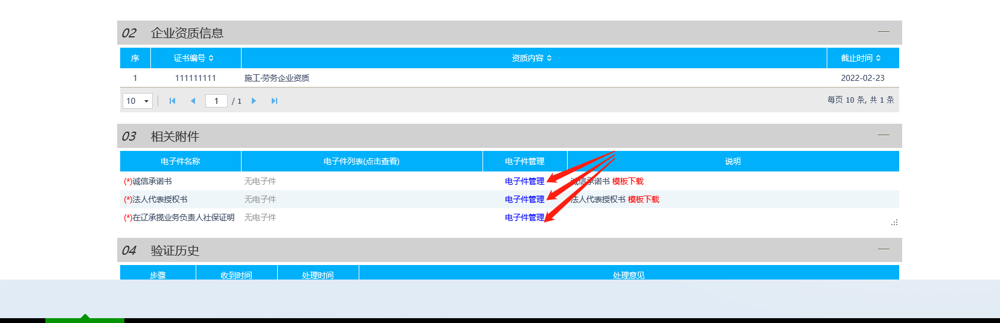 02 企业资质信息
序 证书编号 资质内容 截止时间
1 111111111 施工·劳务企业资质 2022-02-23
10 1 / 1 每页 10 条, 共 1 条
03 相关附件
电子件名称 电子件列表(点击查看) 电子件管理 说明
(*)诚信承诺书 无电子件 电子件管理 诚信承诺书 模板下载
(*)法人代表授权书 无电子件 电子件管理 法人代表授权书 模板下载
(*)在辽承揽业务负责人社保证明 无电子件 电子件管理
04 验证历史
步骤 收到时间 处理时间 处理意见